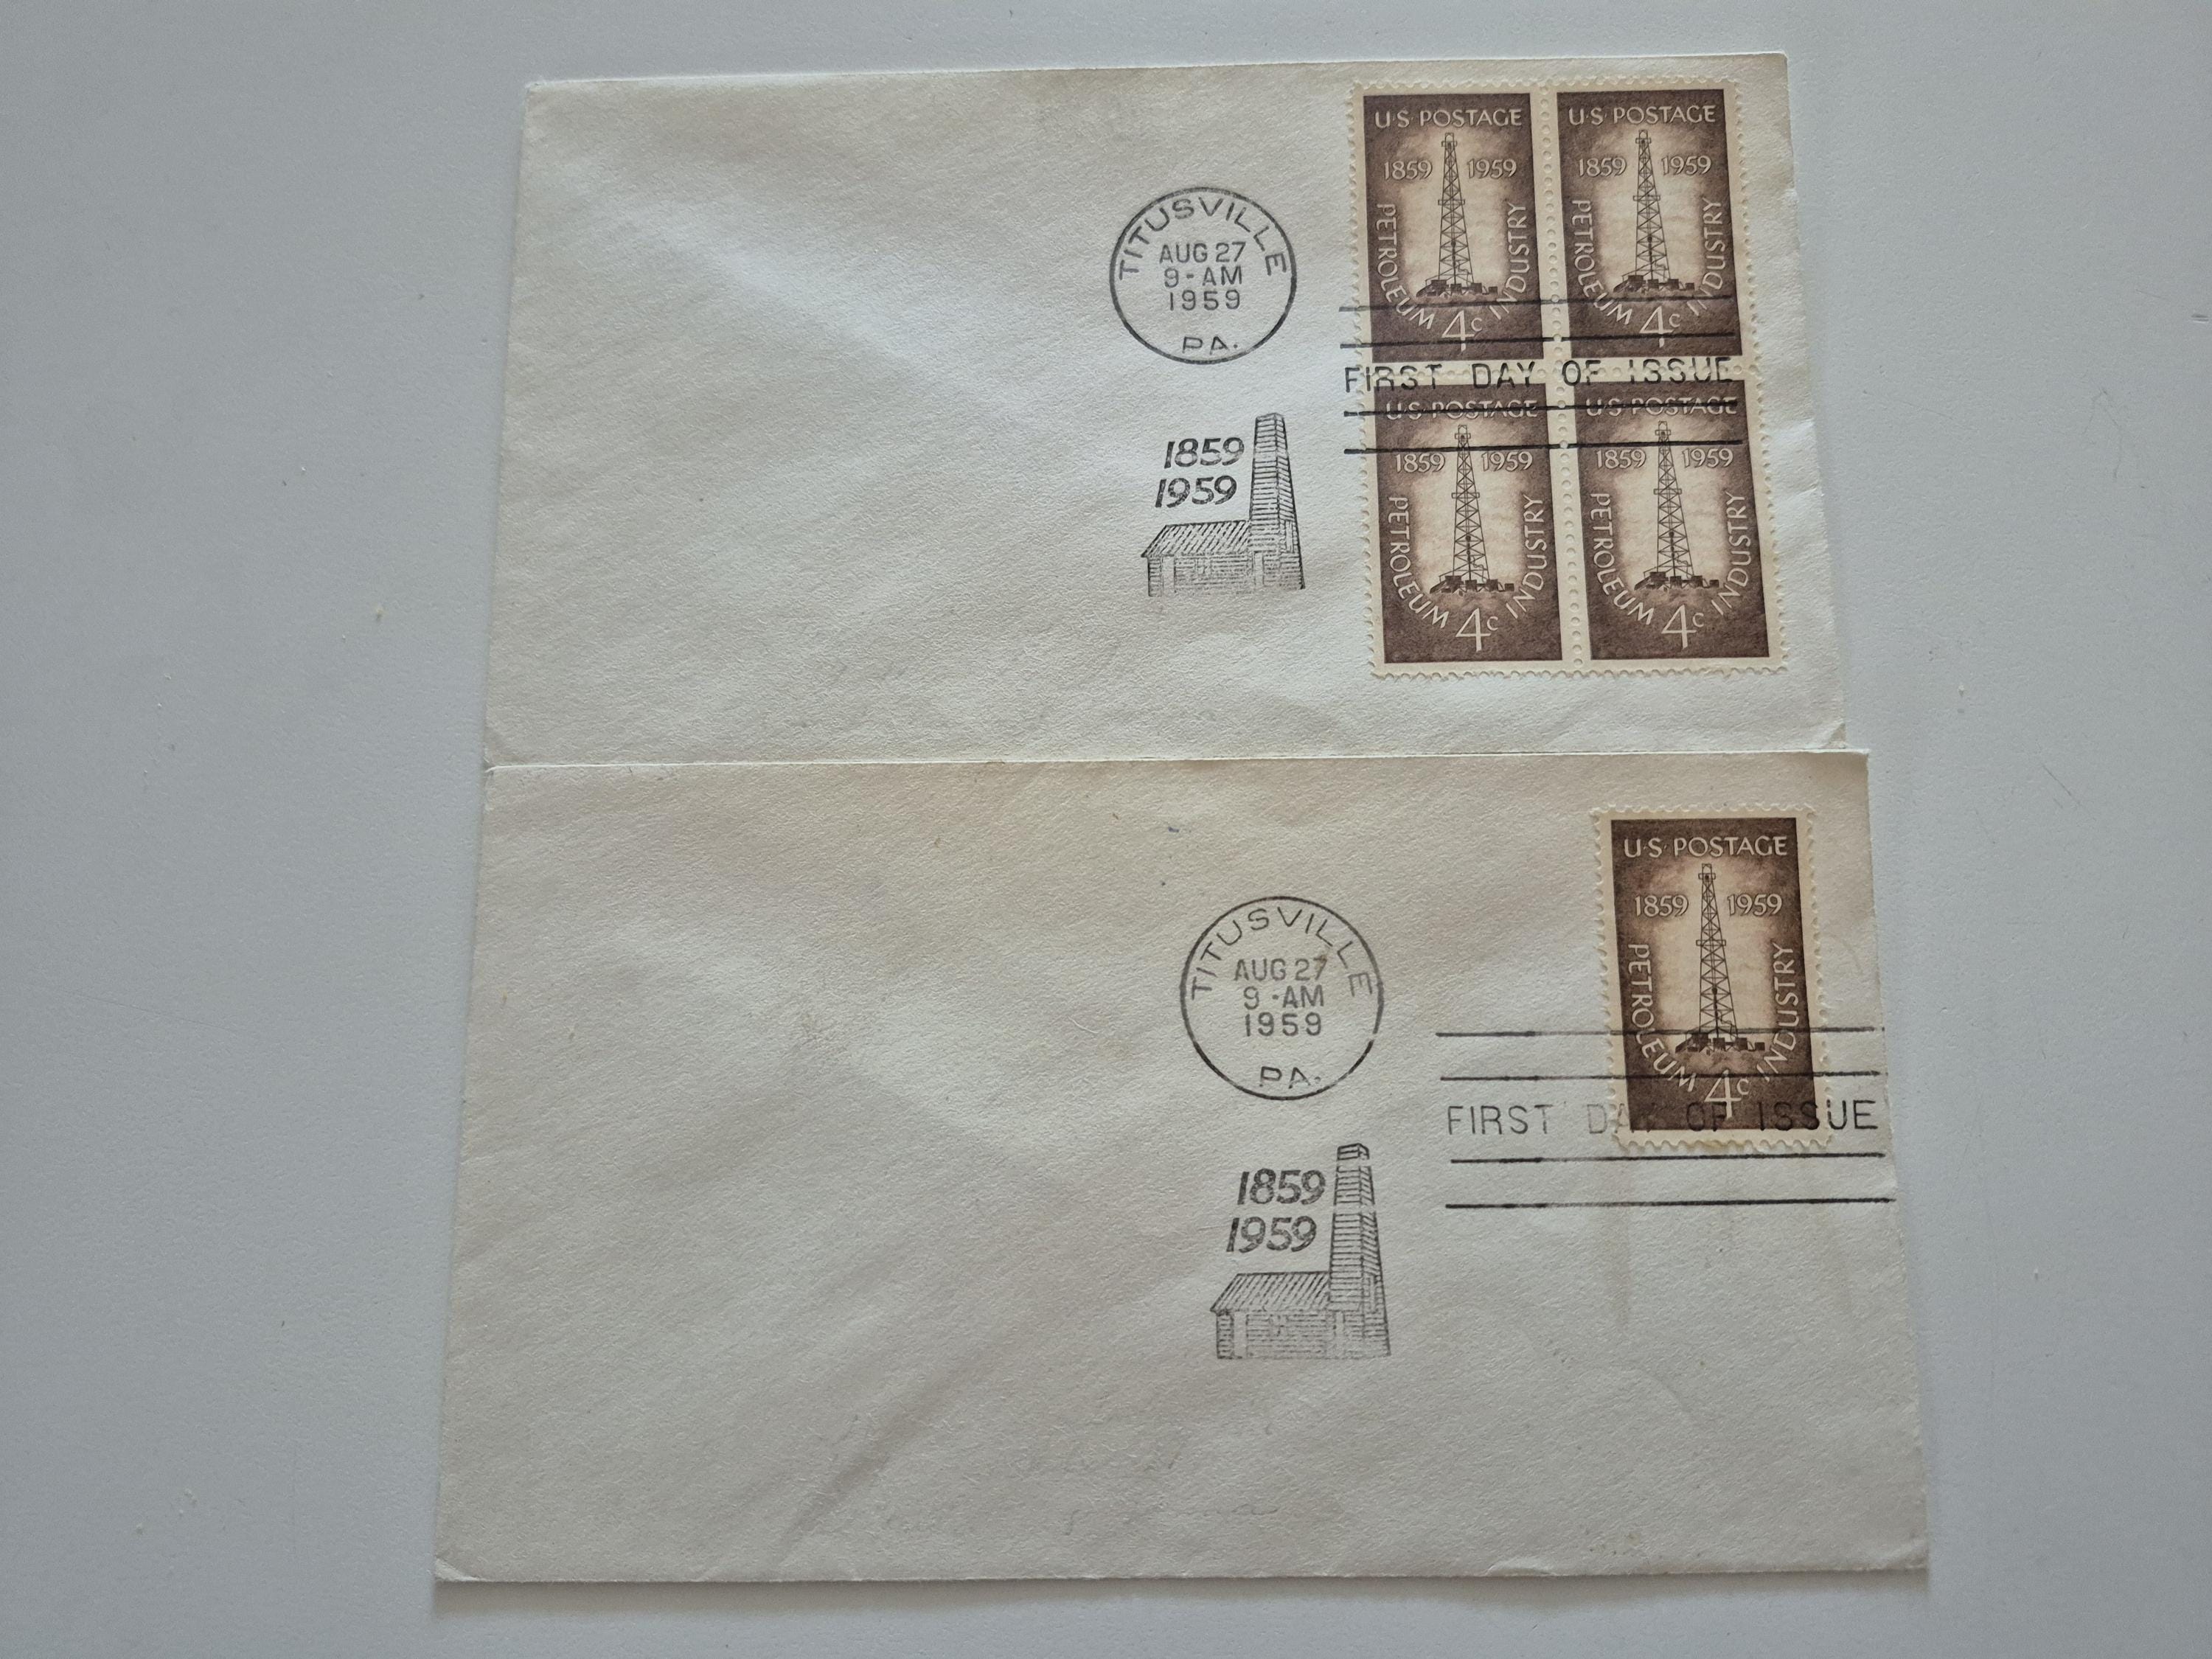 TITUSVILLE
AUG 27
9-AM
1959
PA.
1859
1959
U·S·POSTAGE
1859 1959
PETROLEUM INDUSTRY
4c
U·S·POSTAGE
1859 1959
PETROLEUM INDUSTRY
4c
FIRST DAY OF ISSUE
U·S·POSTAGE
1859 1959
PETROLEUM INDUSTRY
4c
U·S·POSTAGE
1859 1959
PETROLEUM INDUSTRY
4c
TITUSVILLE
AUG 27
9-AM
1959
PA.
1859
1959
U·S·POSTAGE
1859 1959
PETROLEUM INDUSTRY
4c
FIRST DAY OF ISSUE